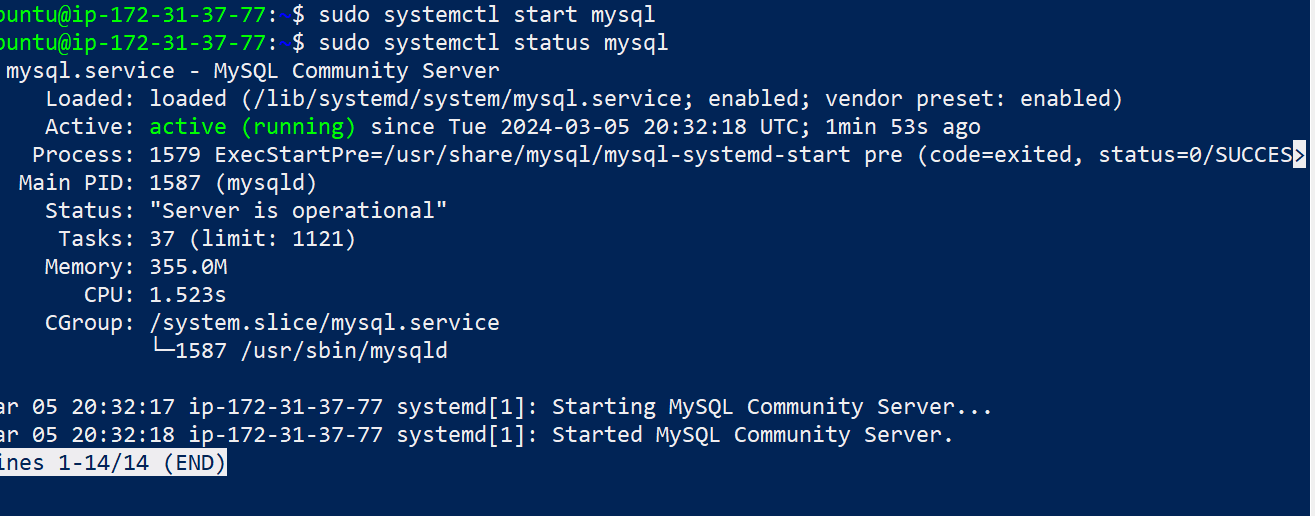 buntu@ip-172-31-37-77:~$ sudo systemctl start mysql
buntu@ip-172-31-37-77:~$ sudo systemctl status mysql
mysql.service - MySQL Community Server
Loaded: loaded (/lib/systemd/system/mysql.service; enabled; vendor preset: enabled)
Active: active (running) since Tue 2024-03-05 20:32:18 UTC; 1min 53s ago
Process: 1579 ExecStartPre=/usr/share/mysql/mysql-systemd-start pre (code=exited, status=0/SUCCES>
Main PID: 1587 (mysqld)
Status: "Server is operational"
Tasks: 37 (limit: 1121)
Memory: 355.0M
CPU: 1.523s
CGroup: /system.slice/mysql.service
└─1587 /usr/sbin/mysqld
ar 05 20:32:17 ip-172-31-37-77 systemd[1]: Starting MySQL Community Server...
ar 05 20:32:18 ip-172-31-37-77 systemd[1]: Started MySQL Community Server.
ines 1-14/14 (END)